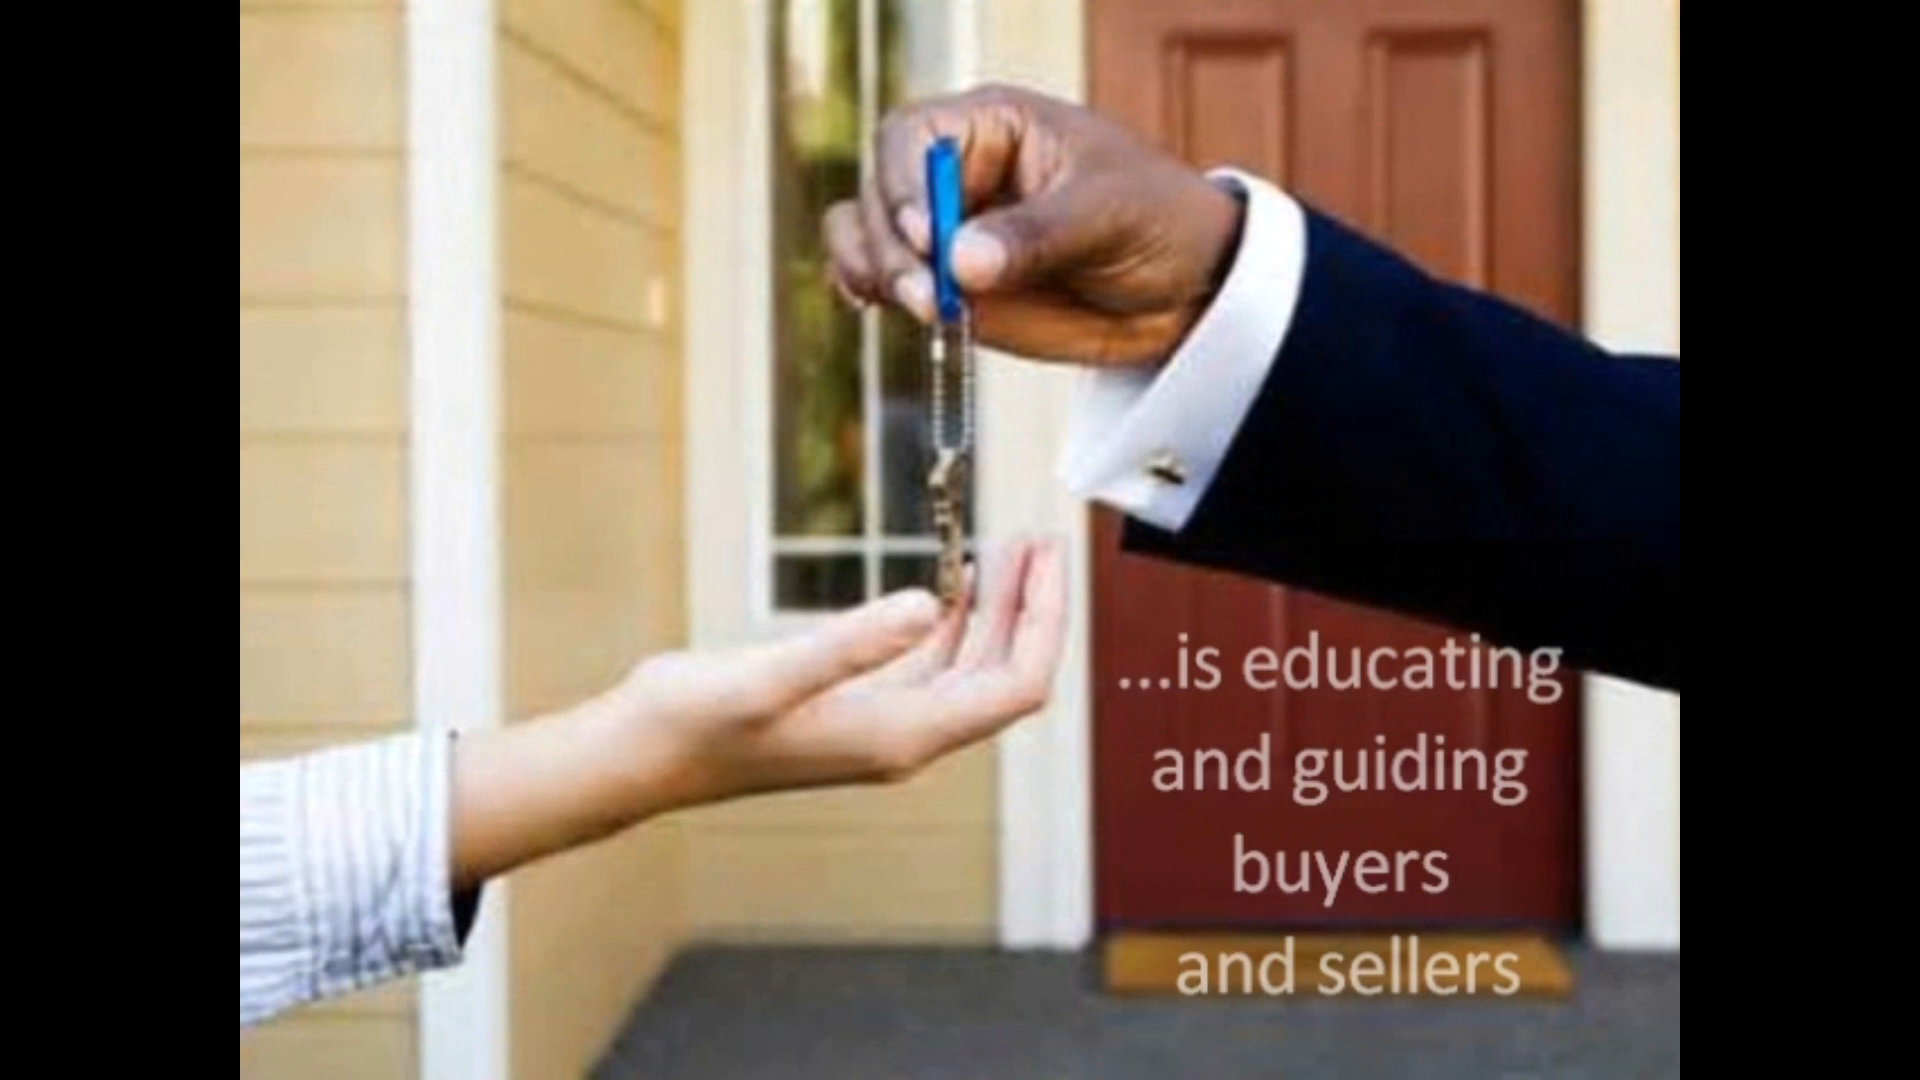 ...is educating
and guiding
buyers
and sellers